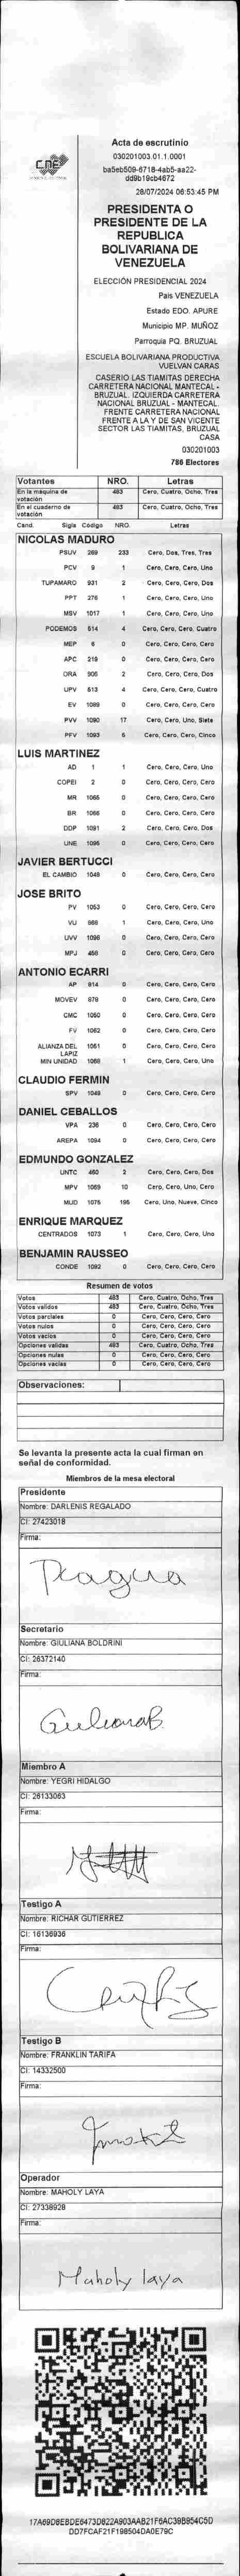 CNE
Acta de escrutinio
030201003.01.1.0001
ba5eb509-6718-4ab5-aa22-
dd9b19cb4672
28/07/2024 06:53:45 PM
PRESIDENTA O
PRESIDENTE DE LA
REPUBLICA
BOLIVARIANA DE
VENEZUELA
ELECCIÓN PRESIDENCIAL 2024
País VENEZUELA
Estado EDO. APURE
Municipio MP. MUÑOZ
Parroquia PQ. BRUZUAL
ESCUELA BOLIVARIANA PRODUCTIVA
VUELVAN CARAS
CASERIO LAS TIAMITAS DERECHA
CARRETERA NACIONAL MANTECAL -
BRUZUAL. IZQUIERDA CARRETERA
NACIONAL BRUZUAL - MANTECAL.
FRENTE CARRETERA NACIONAL
FRENTE A LA Y DE SAN VICENTE
SECTOR LAS TIAMITAS, BRUZUAL
CASA
030201003
786 Electores
Votantes NRO. Letras
En la máquina de votación 483 Cero, Cuatro, Ocho, Tres
En el cuaderno de votación 483 Cero, Cuatro, Ocho, Tres
Cand. Sigla Código NRO. Letras
NICOLAS MADURO
PSUV 269 233 Cero, Dos, Tres, Tres
PCV 9 1 Cero, Cero, Cero, Uno
TUPAMARO 931 2 Cero, Cero, Cero, Dos
PPT 276 1 Cero, Cero, Cero, Uno
MSV 1017 1 Cero, Cero, Cero, Uno
PODEMOS 514 4 Cero, Cero, Cero, Cuatro
MEP 6 0 Cero, Cero, Cero, Cero
APC 219 0 Cero, Cero, Cero, Cero
ORA 905 2 Cero, Cero, Cero, Dos
UPV 513 4 Cero, Cero, Cero, Cuatro
EV 1089 0 Cero, Cero, Cero, Cero
PVV 1090 17 Cero, Cero, Uno, Siete
PFV 1093 5 Cero, Cero, Cero, Cinco
LUIS MARTINEZ
AD 1 1 Cero, Cero, Cero, Uno
COPEI 2 0 Cero, Cero, Cero, Cero
MR 1065 0 Cero, Cero, Cero, Cero
BR 1066 0 Cero, Cero, Cero, Cero
DDP 1091 2 Cero, Cero, Cero, Dos
UNE 1095 0 Cero, Cero, Cero, Cero
JAVIER BERTUCCI
EL CAMBIO 1048 0 Cero, Cero, Cero, Cero
JOSE BRITO
PV 1053 0 Cero, Cero, Cero, Cero
VU 868 1 Cero, Cero, Cero, Uno
UVV 1098 0 Cero, Cero, Cero, Cero
MPJ 458 0 Cero, Cero, Cero, Cero
ANTONIO ECARRI
AP 814 0 Cero, Cero, Cero, Cero
MOVEV 878 0 Cero, Cero, Cero, Cero
CMC 1050 0 Cero, Cero, Cero, Cero
FV 1062 0 Cero, Cero, Cero, Cero
ALIANZA DEL LAPIZ 1051 0 Cero, Cero, Cero, Cero
MIN UNIDAD 1068 1 Cero, Cero, Cero, Uno
CLAUDIO FERMIN
SPV 1049 0 Cero, Cero, Cero, Cero
DANIEL CEBALLOS
VPA 236 0 Cero, Cero, Cero, Cero
AREPA 1094 0 Cero, Cero, Cero, Cero
EDMUNDO GONZALEZ
UNTC 460 2 Cero, Cero, Cero, Dos
MPV 1069 10 Cero, Cero, Uno, Cero
MUD 1075 195 Cero, Uno, Nueve, Cinco
ENRIQUE MARQUEZ
CENTRADOS 1073 1 Cero, Cero, Cero, Uno
BENJAMIN RAUSSEO
CONDE 1092 0 Cero, Cero, Cero, Cero
Resumen de votos
Votos 483 Cero, Cuatro, Ocho, Tres
Votos validos 483 Cero, Cuatro, Ocho, Tres
Votos parciales 0 Cero, Cero, Cero, Cero
Votos nulos 0 Cero, Cero, Cero, Cero
Votos vacios 0 Cero, Cero, Cero, Cero
Opciones validas 483 Cero, Cuatro, Ocho, Tres
Opciones nulas 0 Cero, Cero, Cero, Cero
Opciones vacias 0 Cero, Cero, Cero, Cero
Observaciones:
Se levanta la presente acta la cual firman en
señal de conformidad.
Miembros de la mesa electoral
Presidente
Nombre: DARLENIS REGALADO
CI: 27423018
Firma:
Secretario
Nombre: GIULIANA BOLDRINI
CI: 26372140
Firma:
GiulianaB.
Miembro A
Nombre: YEGRI HIDALGO
CI: 26133063
Firma:
Testigo A
Nombre: RICHAR GUTIERREZ
CI: 16136936
Firma:
Testigo B
Nombre: FRANKLIN TARIFA
CI: 14332500
Firma:
Operador
Nombre: MAHOLY LAYA
CI: 27338928
Firma:
Maholy laya
17A69D8EBDE6473D822A903AAB21F6AC39B954C5D
DD7FCAF21F198504DA0E79C